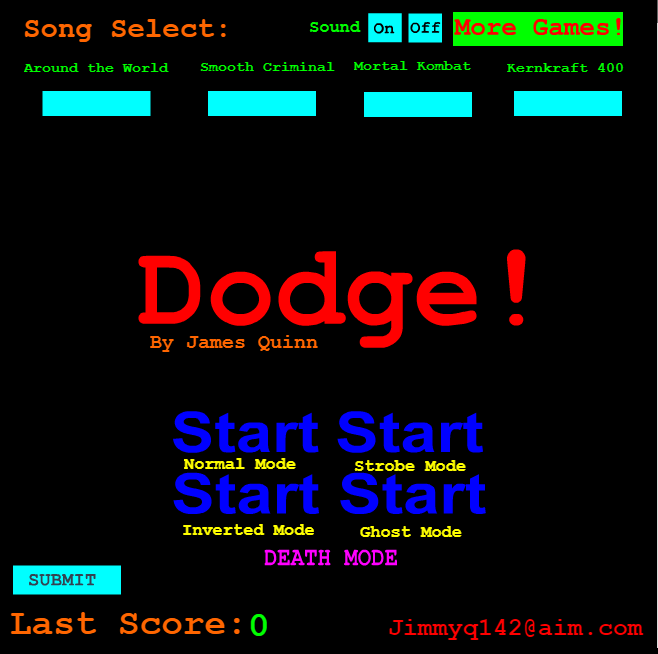 Song Select:
Sound On Off
More Games!
Around the World
Smooth Criminal
Mortal Kombat
Kernkraft 400
Dodge!
By James Quinn
Start
Normal Mode
Start
Strobe Mode
Start
Inverted Mode
Start
Ghost Mode
DEATH MODE
SUBMIT
Last Score:0
Jimmyq142@aim.com